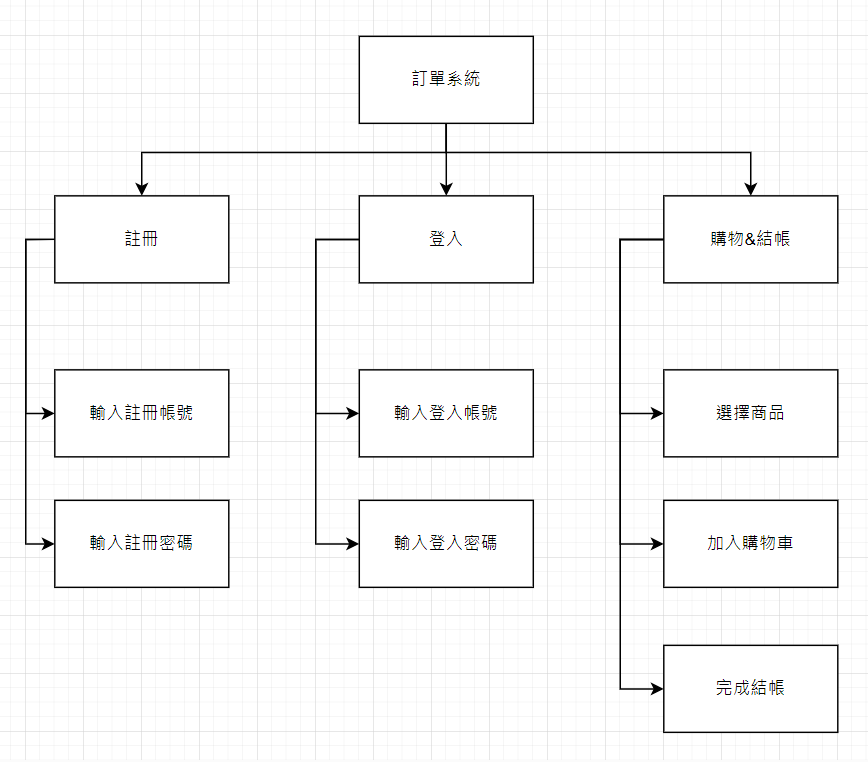 訂單系統
註冊
登入
購物&結帳
輸入註冊帳號
輸入登入帳號
選擇商品
輸入註冊密碼
輸入登入密碼
加入購物車
完成結帳